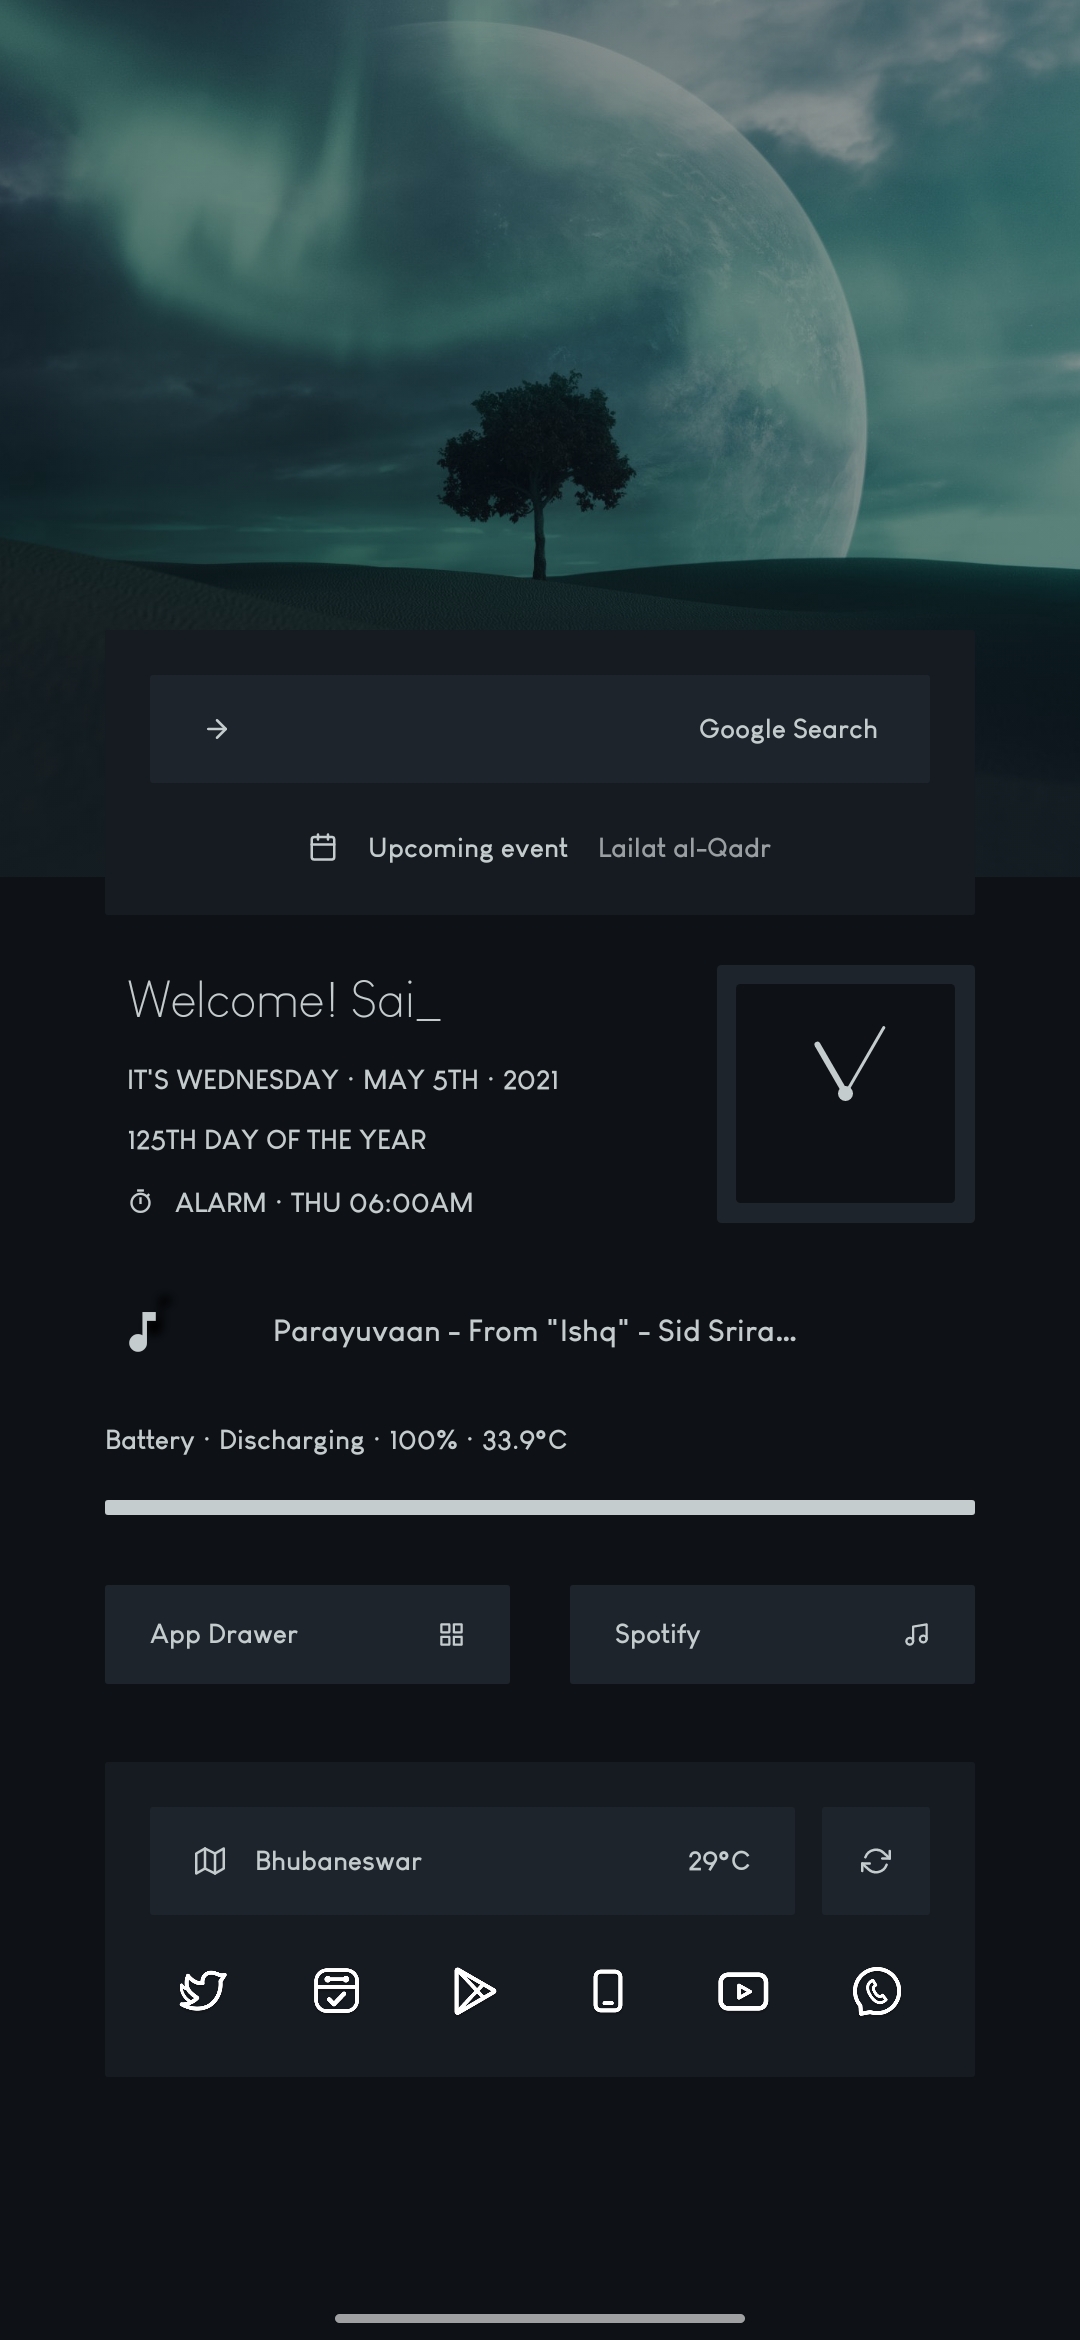 Google Search
Upcoming event Lailat al-Qadr
Welcome! Sai_
IT'S WEDNESDAY · MAY 5TH · 2021
125TH DAY OF THE YEAR
ALARM · THU 06:00AM
Parayuvaan - From "Ishq" - Sid Srira...
Battery · Discharging · 100% · 33.9°C
App Drawer Spotify
Bhubaneswar 29°C